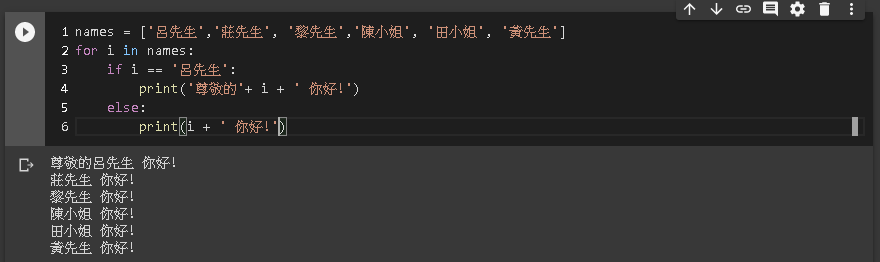 1 names = ['呂先生','莊先生', '黎先生','陳小姐', '田小姐', '黃先生']
2 for i in names:
3     if i == '呂先生':
4         print('尊敬的'+ i + ' 你好!')
5     else:
6         print(i + ' 你好!')
尊敬的呂先生 你好!
莊先生 你好!
黎先生 你好!
陳小姐 你好!
田小姐 你好!
黃先生 你好!